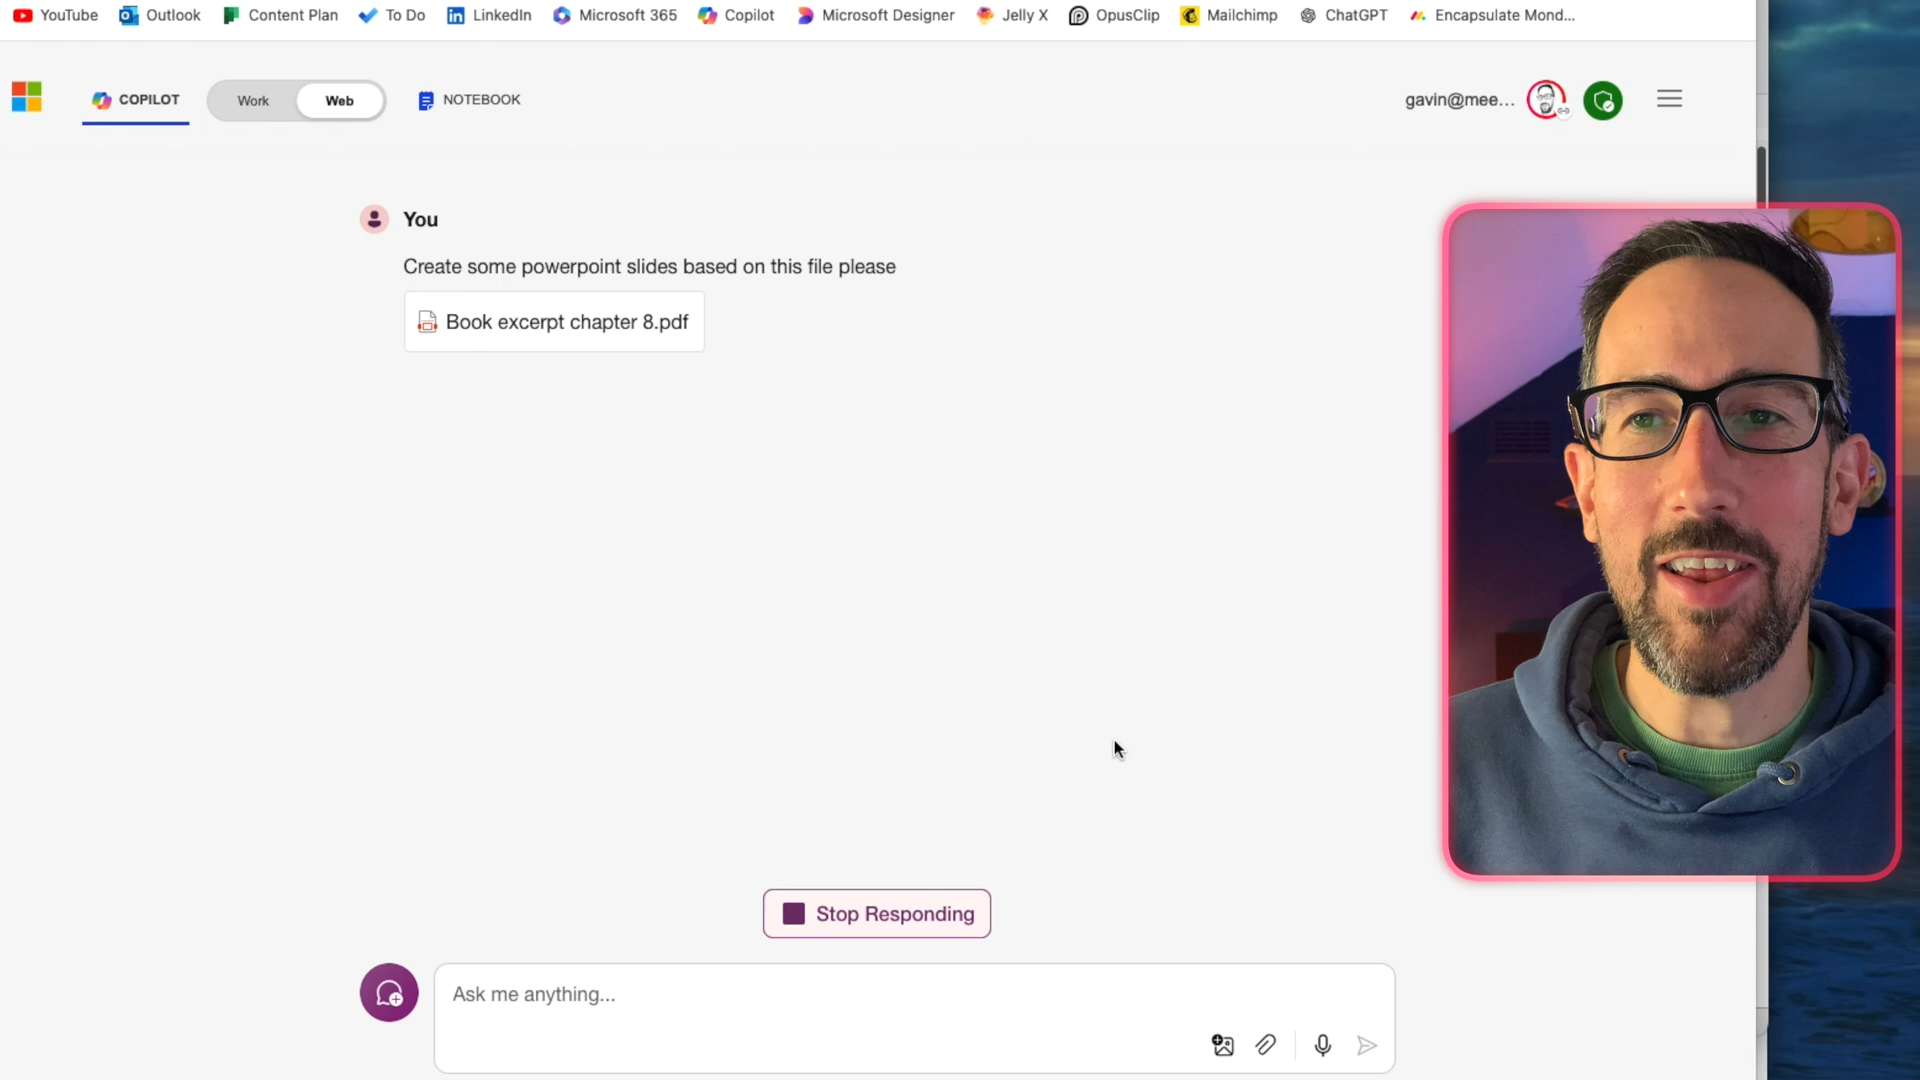 YouTube Outlook Content Plan To Do LinkedIn Microsoft 365 Copilot Microsoft Designer Jelly X OpusClip Mailchimp ChatGPT Encapsulate Mond...
COPILOT Work Web NOTEBOOK gavin@mee...
You
Create some powerpoint slides based on this file please
Book excerpt chapter 8.pdf
Stop Responding
Ask me anything...